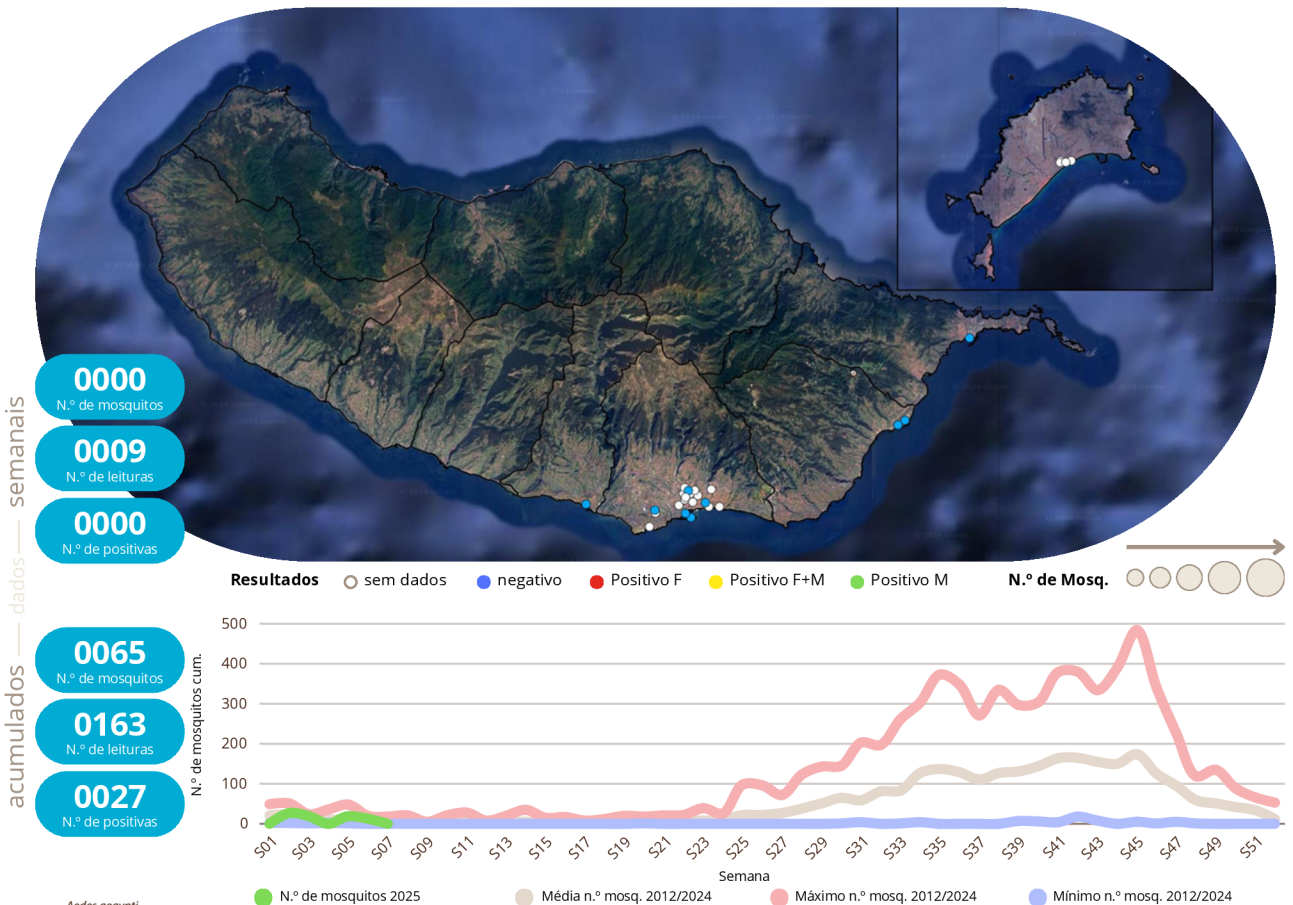 semanais
dados
acumulados
0000
N.º de mosquitos
0009
N.º de leituras
0000
N.º de positivas
0065
N.º de mosquitos
0163
N.º de leituras
0027
N.º de positivas
Resultados
sem dados
negativo
Positivo F
Positivo F+M
Positivo M
N.º de Mosq.
N.º de mosquitos cum.
500
400
300
200
100
0
S01
S03
S05
S07
S09
S11
S13
S15
S17
S19
S21
S23
S25
S27
S29
S31
S33
S35
S37
S39
S41
S43
S45
S47
S49
S51
Semana
N.º de mosquitos 2025
Média n.º mosq. 2012/2024
Máximo n.º mosq. 2012/2024
Mínimo n.º mosq. 2012/2024